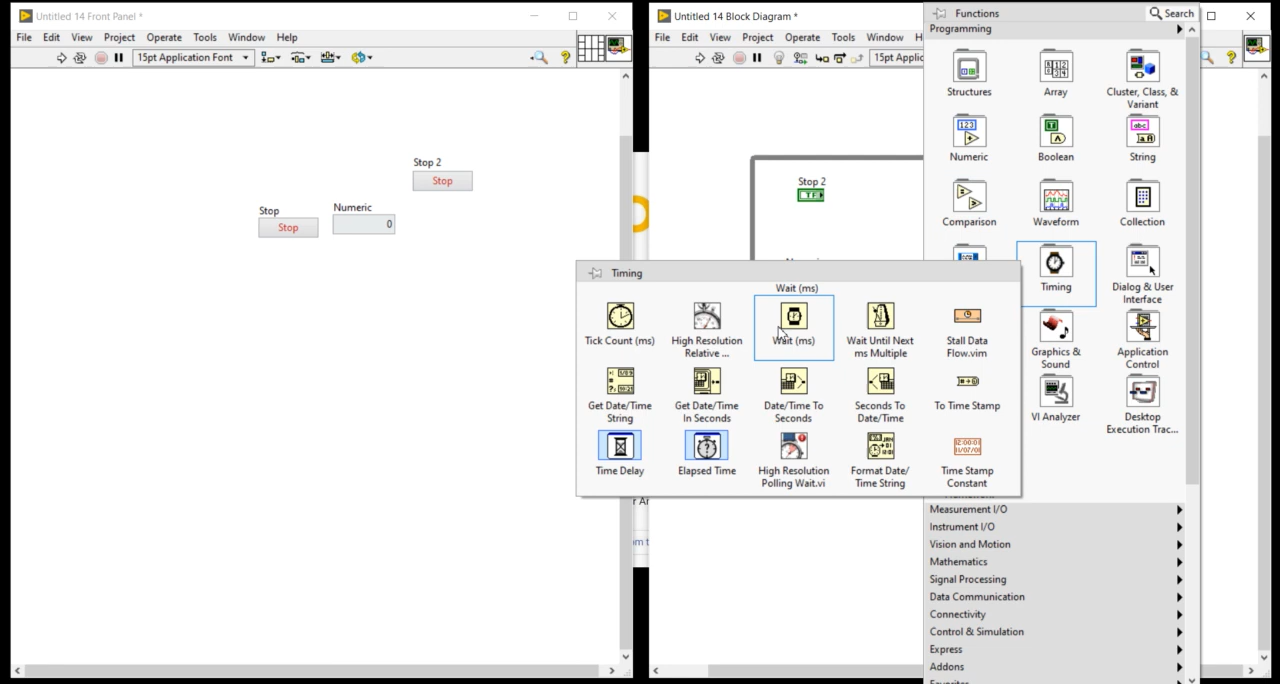 Untitled 14 Front Panel *
File Edit View Project Operate Tools Window Help
15pt Application Font
Stop 2
Stop
Stop
Numeric
Stop
0
Untitled 14 Block Diagram *
File Edit View Project Operate Tools Window H
15pt Applic
Stop 2
TF
Functions
Search
Programming
Structures
Array
Cluster, Class, &
Variant
Numeric
Boolean
String
Comparison
Waveform
Collection
Timing
Dialog & User
Interface
Graphics &
Sound
Application
Control
VI Analyzer
Desktop
Execution Trac...
Measurement I/O
Instrument I/O
Vision and Motion
Mathematics
Signal Processing
Data Communication
Connectivity
Control & Simulation
Express
Addons
Timing
Wait (ms)
Tick Count (ms)
High Resolution
Relative ...
Wait (ms)
Wait Until Next
ms Multiple
Stall Data
Flow.vim
Get Date/Time
String
Get Date/Time
In Seconds
Date/Time To
Seconds
Seconds To
Date/Time
To Time Stamp
Time Delay
Elapsed Time
High Resolution
Polling Wait.vi
Format Date/
Time String
Time Stamp
Constant